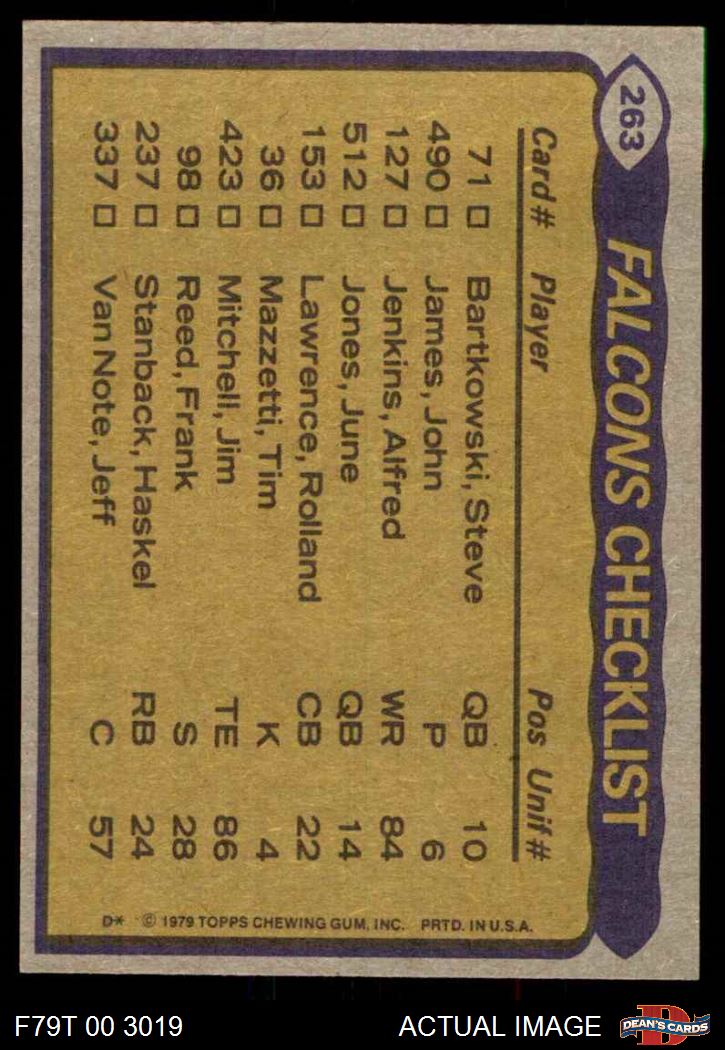 263 FALCONS CHECKLIST
Card# Player Pos Unif#
71 □ Bartkowski, Steve QB 10
490 □ James, John P 6
127 □ Jenkins, Alfred WR 84
512 □ Jones, June QB 14
153 □ Lawrence, Rolland CB 22
36 □ Mazzetti, Tim K 4
423 □ Mitchell, Jim TE 86
98 □ Reed, Frank S 28
237 □ Stanback, Haskel RB 24
337 □ Van Note, Jeff C 57
D* © 1979 TOPPS CHEWING GUM, INC. PRTD. IN U.S.A.
F79T 00 3019 ACTUAL IMAGE D DEAN'S CARDS